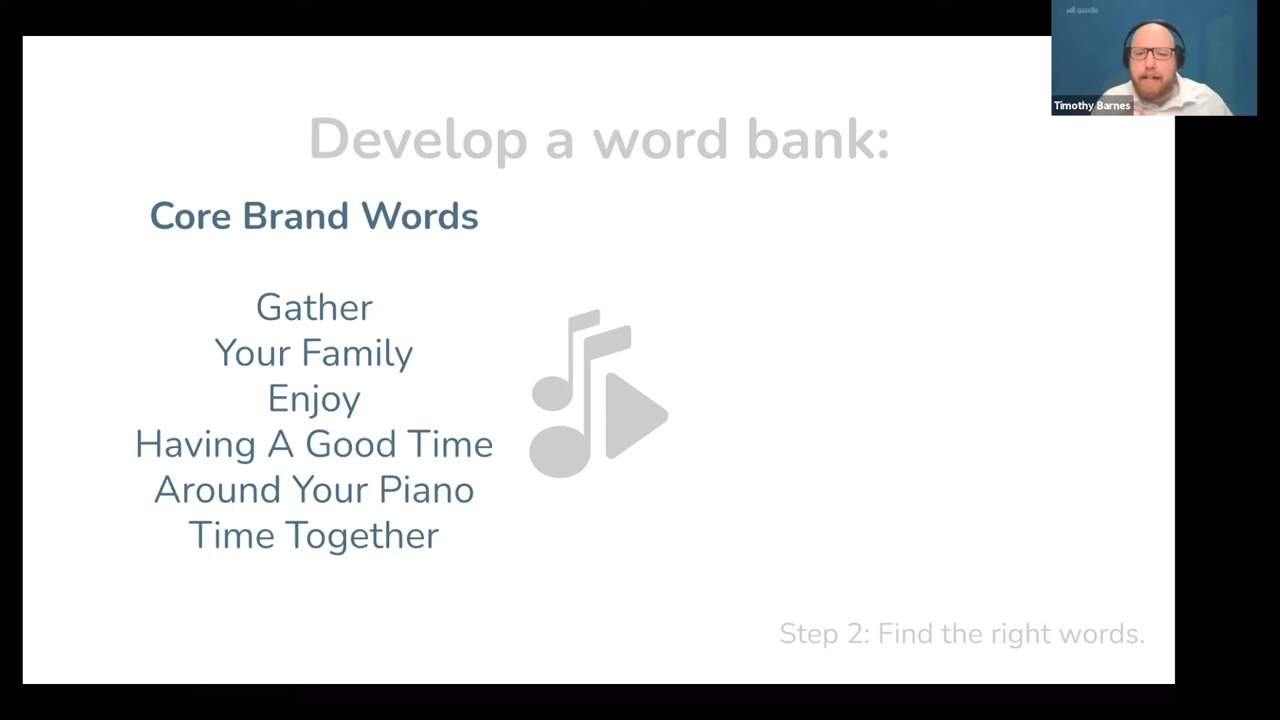 gazelle
Timothy Barnes
Develop a word bank:
Core Brand Words
Gather
Your Family
Enjoy
Having A Good Time
Around Your Piano
Time Together
Step 2: Find the right words.